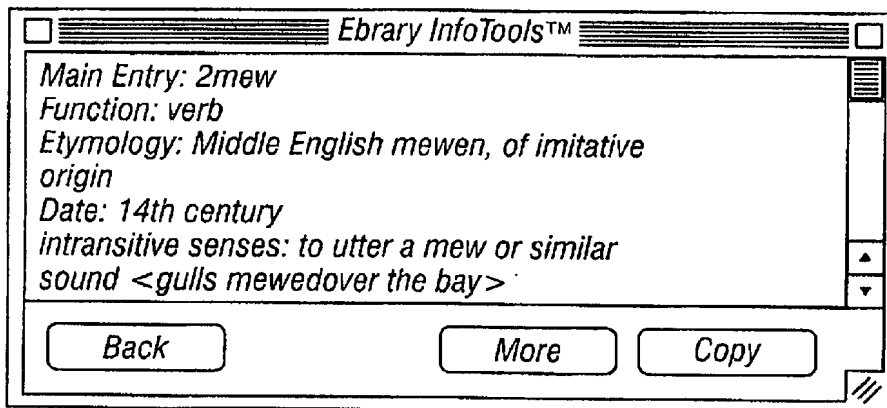 Ebrary InfoTools™
Main Entry: 2mew
Function: verb
Etymology: Middle English mewen, of imitative
origin
Date: 14th century
intransitive senses: to utter a mew or similar
sound <gulls mewedover the bay>
Back More Copy